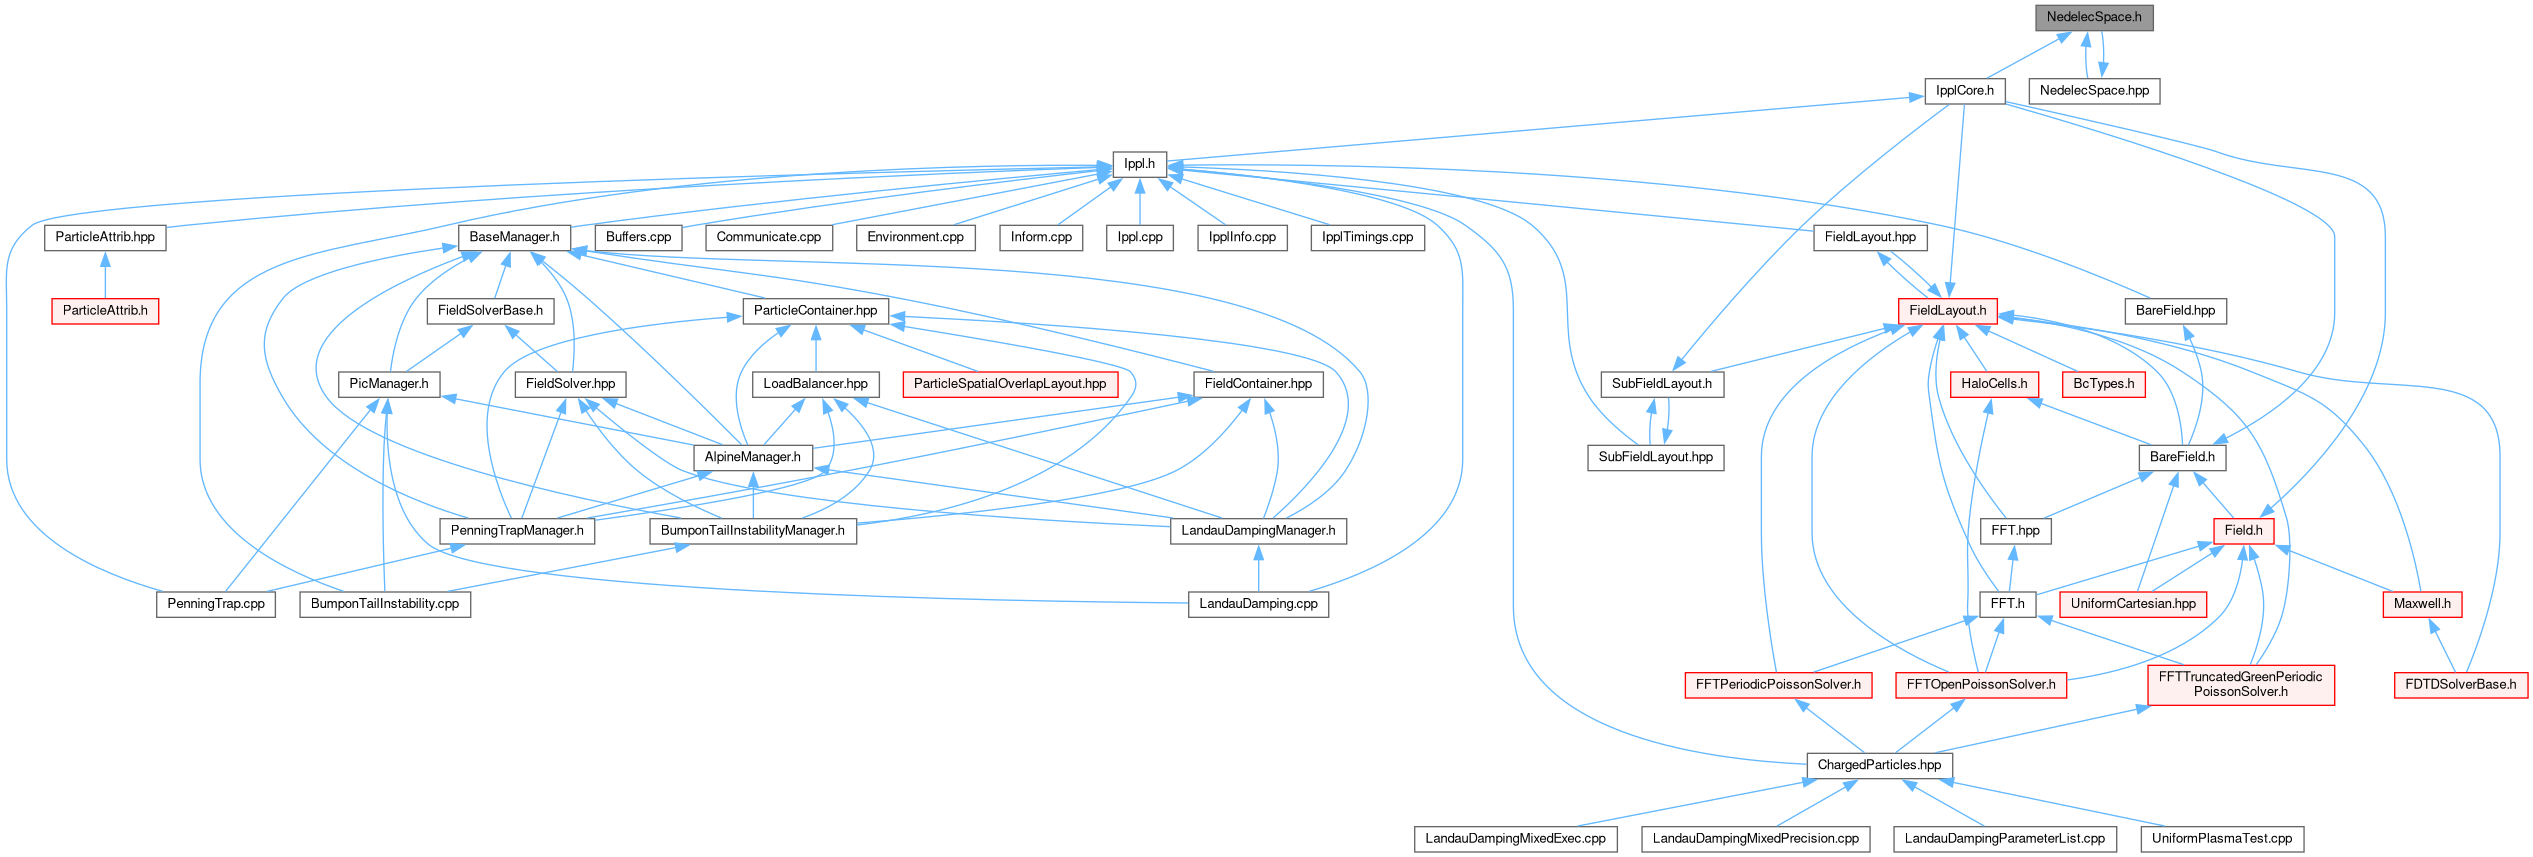 NedelecSpace.h
IpplCore.h
NedelecSpace.hpp
Ippl.h
ParticleAttrib.hpp
BaseManager.h
Buffers.cpp
Communicate.cpp
Environment.cpp
Inform.cpp
Ippl.cpp
IpplInfo.cpp
IpplTimings.cpp
FieldLayout.hpp
ParticleAttrib.h
FieldSolverBase.h
ParticleContainer.hpp
FieldLayout.h
BareField.hpp
PicManager.h
FieldSolver.hpp
LoadBalancer.hpp
ParticleSpatialOverlapLayout.hpp
FieldContainer.hpp
SubFieldLayout.h
HaloCells.h
BcTypes.h
AlpineManager.h
SubFieldLayout.hpp
BareField.h
PenningTrapManager.h
BumponTailInstabilityManager.h
LandauDampingManager.h
FFT.hpp
Field.h
PenningTrap.cpp
BumponTailInstability.cpp
LandauDamping.cpp
FFT.h
UniformCartesian.hpp
Maxwell.h
FFTPeriodicPoissonSolver.h
FFTOpenPoissonSolver.h
FFTTruncatedGreenPeriodic
PoissonSolver.h
FDTDSolverBase.h
ChargedParticles.hpp
LandauDampingMixedExec.cpp
LandauDampingMixedPrecision.cpp
LandauDampingParameterList.cpp
UniformPlasmaTest.cpp